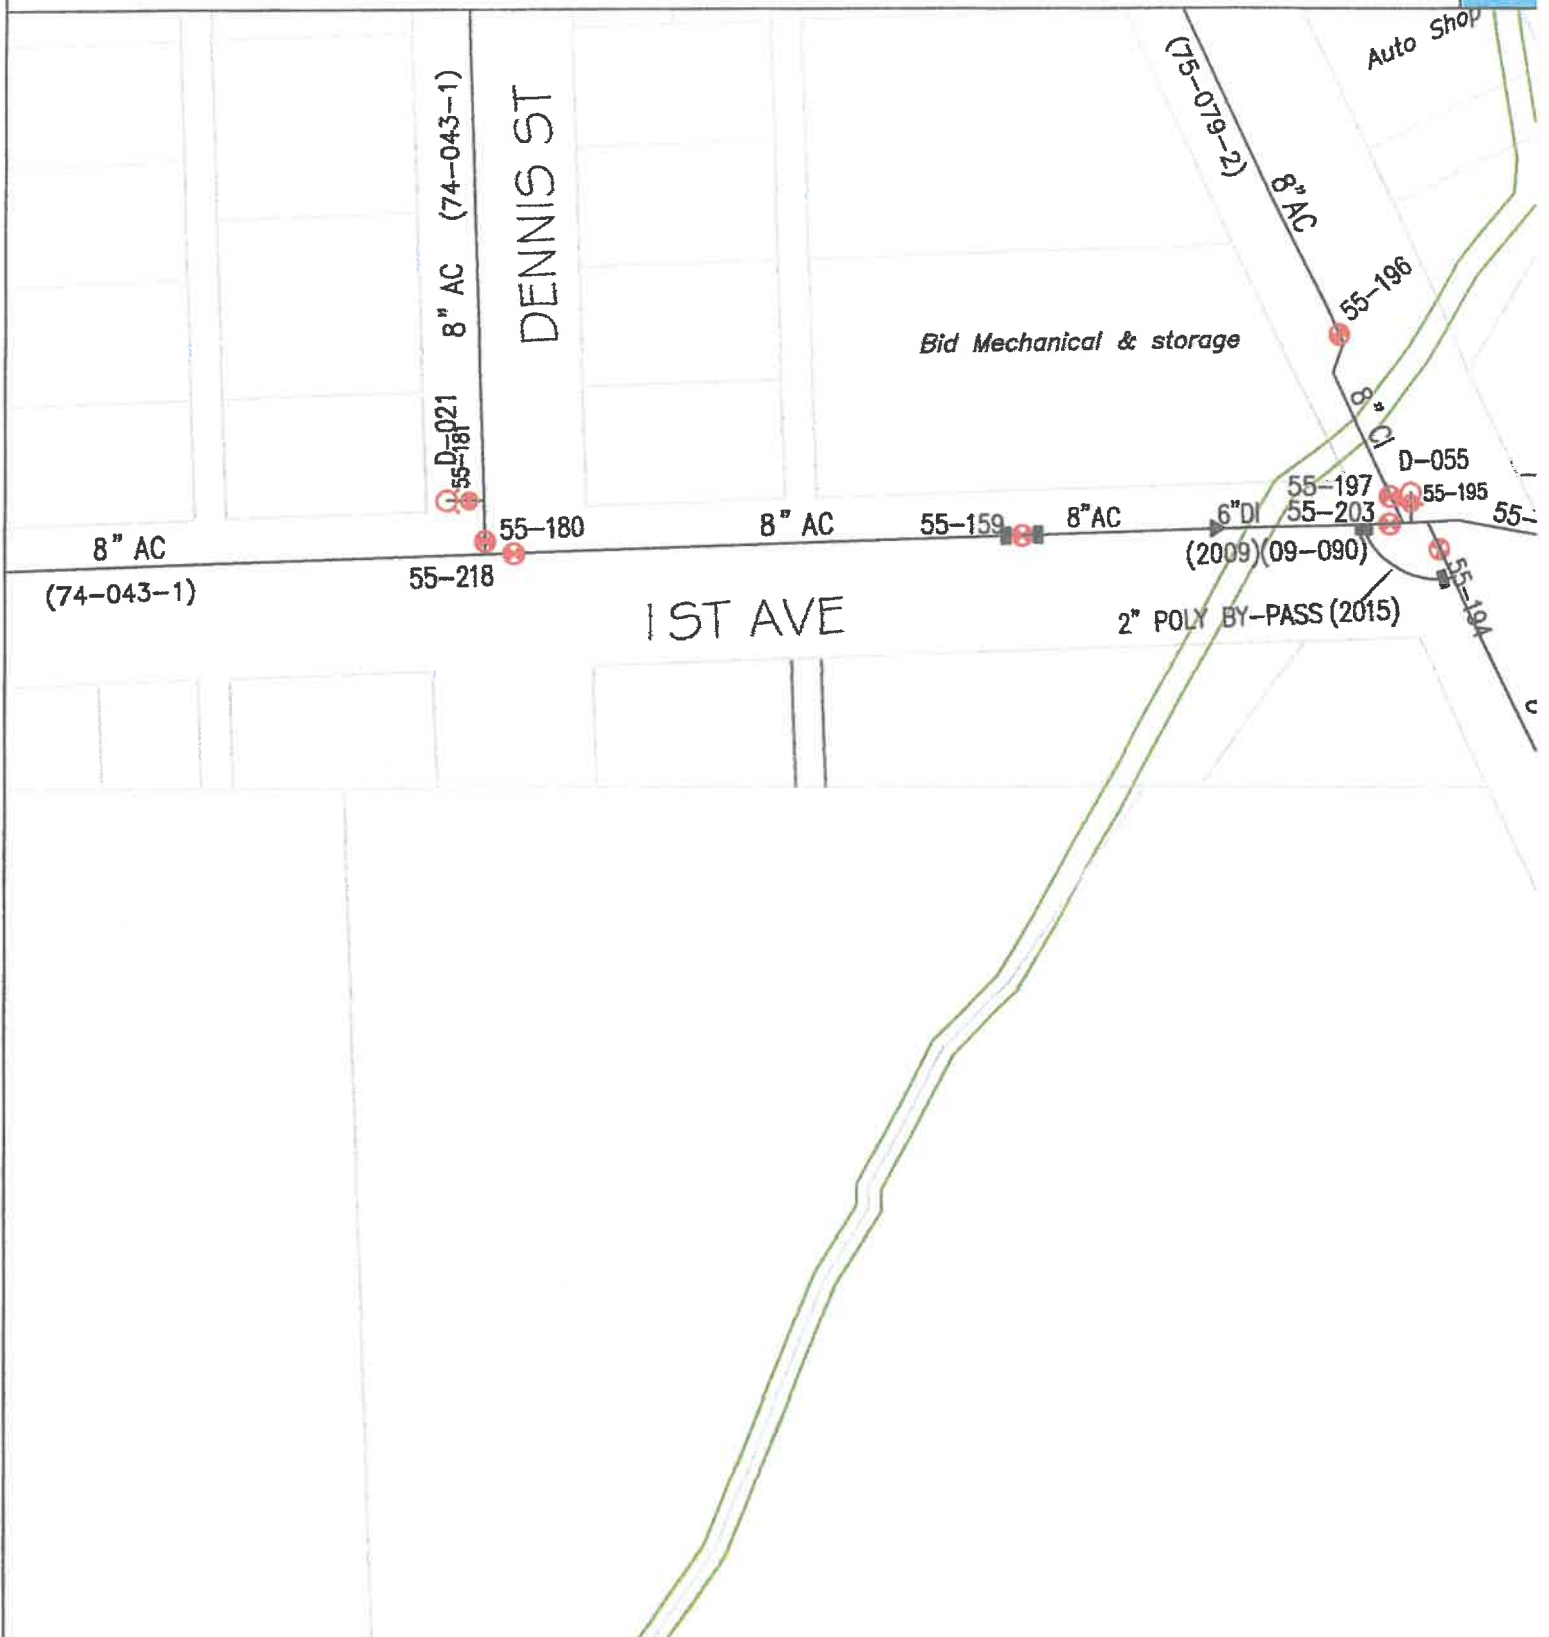 Auto Shop
(75-079-2)
8"AC
8" AC (74-043-1)
DENNIS ST
55-196
Bid Mechanical & storage
8" CI
D-021
55-181
D-055
55-197
55-195
55-180
8" AC
55-159
8"AC
6"DI
55-203
55-
8" AC
(74-043-1)
55-218
(2009)(09-090)
1ST AVE
2" POLY BY-PASS (2015)
55-194